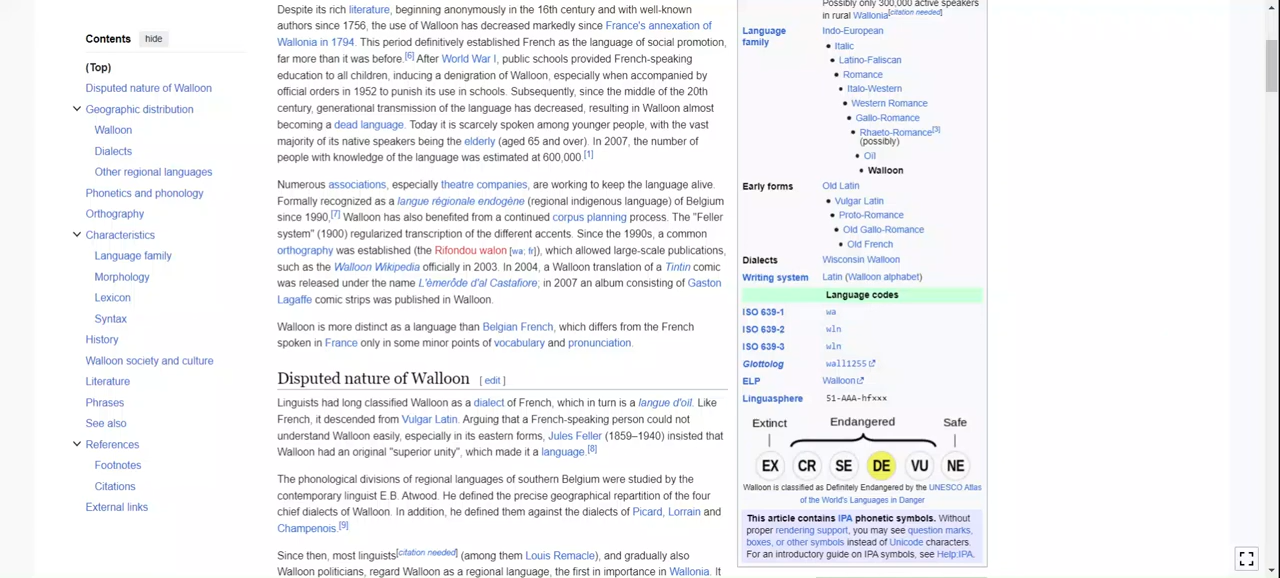 Contents hide
(Top)
Disputed nature of Walloon
Geographic distribution
Walloon
Dialects
Other regional languages
Phonetics and phonology
Orthography
Characteristics
Language family
Morphology
Lexicon
Syntax
History
Walloon society and culture
Literature
Phrases
See also
References
Footnotes
Citations
External links
Despite its rich literature, beginning anonymously in the 16th century and with well-known
authors since 1756, the use of Walloon has decreased markedly since France's annexation of
Wallonia in 1794. This period definitively established French as the language of social promotion,
far more than it was before.[6] After World War I, public schools provided French-speaking
education to all children, inducing a denigration of Walloon, especially when accompanied by
official orders in 1952 to punish its use in schools. Subsequently, since the middle of the 20th
century, generational transmission of the language has decreased, resulting in Walloon almost
becoming a dead language. Today it is scarcely spoken among younger people, with the vast
majority of its native speakers being the elderly (aged 65 and over). In 2007, the number of
people with knowledge of the language was estimated at 600,000.[1]
Numerous associations, especially theatre companies, are working to keep the language alive.
Formally recognized as a langue régionale endogène (regional indigenous language) of Belgium
since 1990,[7] Walloon has also benefited from a continued corpus planning process. The "Feller
system" (1900) regularized transcription of the different accents. Since the 1990s, a common
orthography was established (the Rifondou walon [wa; fr]), which allowed large-scale publications,
such as the Walloon Wikipedia officially in 2003. In 2004, a Walloon translation of a Tintin comic
was released under the name L'èmerôde d'al Castafiore; in 2007 an album consisting of Gaston
Lagaffe comic strips was published in Walloon.
Walloon is more distinct as a language than Belgian French, which differs from the French
spoken in France only in some minor points of vocabulary and pronunciation.
Disputed nature of Walloon [ edit ]
Linguists had long classified Walloon as a dialect of French, which in turn is a langue d'oïl. Like
French, it descended from Vulgar Latin. Arguing that a French-speaking person could not
understand Walloon easily, especially in its eastern forms, Jules Feller (1859–1940) insisted that
Walloon had an original "superior unity", which made it a language.[8]
The phonological divisions of regional languages of southern Belgium were studied by the
contemporary linguist E.B. Atwood. He defined the precise geographical repartition of the four
chief dialects of Walloon. In addition, he defined them against the dialects of Picard, Lorrain and
Champenois.[9]
Since then, most linguists[citation needed] (among them Louis Remacle), and gradually also
Walloon politicians, regard Walloon as a regional language, the first in importance in Wallonia. It
Possibly only 300,000 active speakers
in rural Wallonia[citation needed]
Language family
Indo-European
Italic
Latino-Faliscan
Romance
Italo-Western
Western Romance
Gallo-Romance
Rhaeto-Romance[3]
(possibly)
Oïl
Walloon
Early forms Old Latin
Vulgar Latin
Proto-Romance
Old Gallo-Romance
Old French
Dialects Wisconsin Walloon
Writing system Latin (Walloon alphabet)
Language codes
ISO 639-1 wa
ISO 639-2 wln
ISO 639-3 wln
Glottolog wall1255
ELP Walloon
Linguasphere 51-AAA-hfxxx
Extinct Endangered Safe
EX CR SE DE VU NE
Walloon is classified as Definitely Endangered by the UNESCO Atlas
of the World's Languages in Danger
This article contains IPA phonetic symbols. Without
proper rendering support, you may see question marks,
boxes, or other symbols instead of Unicode characters.
For an introductory guide on IPA symbols, see Help:IPA.